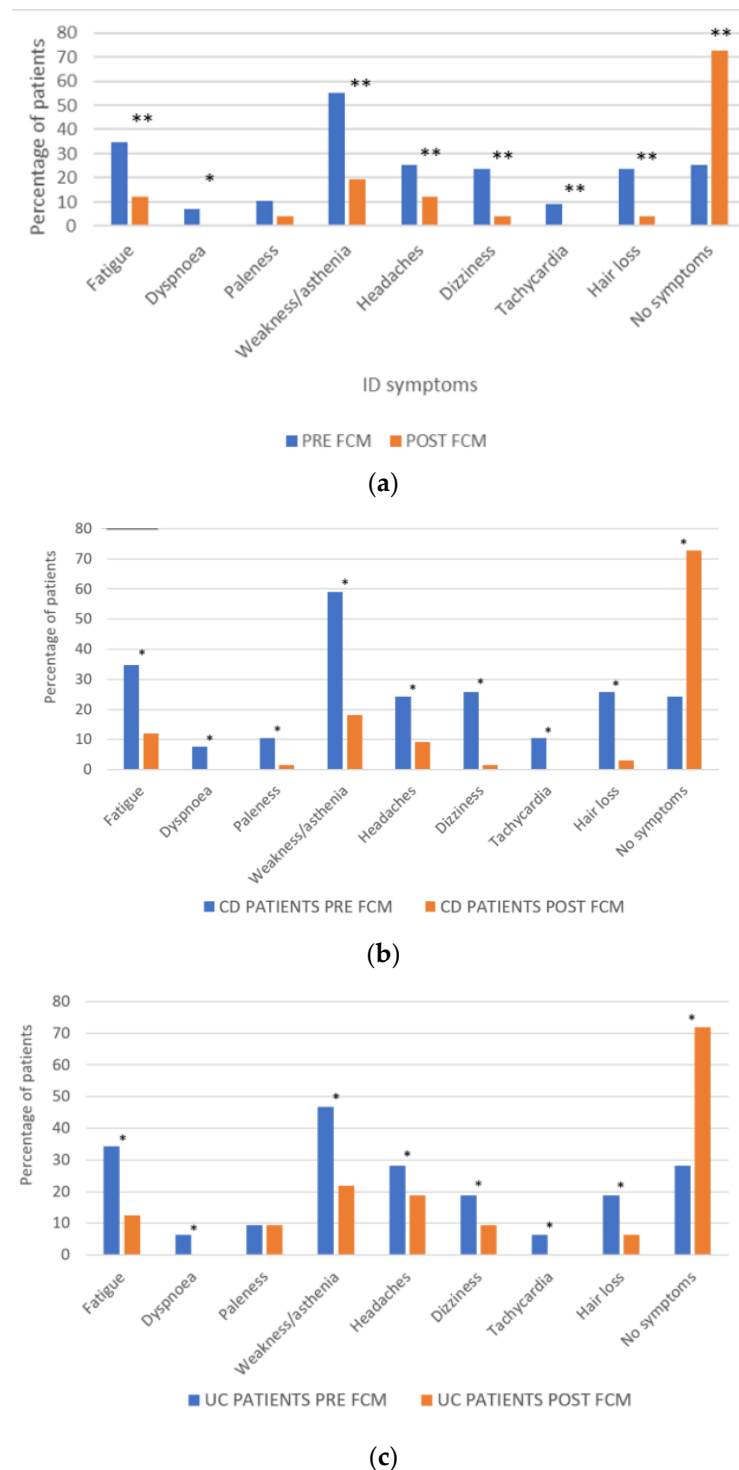 80
70
60
50
40
30
20
10
0
Percentage of patients
**
*
**
**
**
**
**
**
Fatigue
Dyspnoea
Paleness
Weakness/asthenia
Headaches
Dizziness
Tachycardia
Hair loss
No symptoms
ID symptoms
PRE FCM POST FCM
(a)
80
70
60
50
40
30
20
10
0
Percentage of patients
*
*
*
*
*
*
*
*
*
Fatigue
Dyspnoea
Paleness
Weakness/asthenia
Headaches
Dizziness
Tachycardia
Hair loss
No symptoms
CD PATIENTS PRE FCM CD PATIENTS POST FCM
(b)
80
70
60
50
40
30
20
10
0
Percentage of patients
*
*
*
*
*
*
*
*
Fatigue
Dyspnoea
Paleness
Weakness/asthenia
Headaches
Dizziness
Tachycardia
Hair loss
No symptoms
UC PATIENTS PRE FCM UC PATIENTS POST FCM
(c)